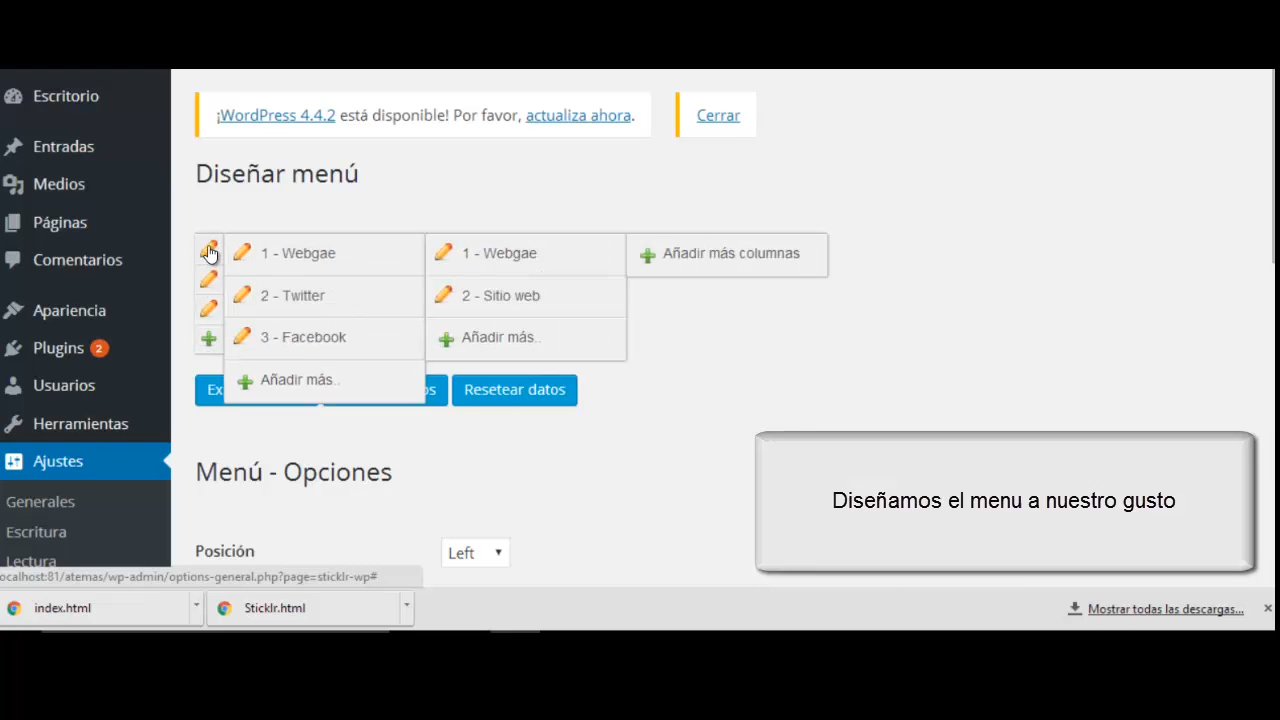 Escritorio
Entradas
Medios
Páginas
Comentarios
Apariencia
Plugins 2
Usuarios
Herramientas
Ajustes
Generales
Escritura
Lectura
¡WordPress 4.4.2 está disponible! Por favor, actualiza ahora.
Cerrar
Diseñar menú
1 - Webgae
2 - Twitter
3 - Facebook
Añadir más..
1 - Webgae
2 - Sitio web
Añadir más..
Añadir más columnas
Ex
os
Resetear datos
Menú - Opciones
Posición
Left
Diseñamos el menu a nuestro gusto
ocalhost:81/atemas/wp-admin/options-general.php?page=sticklr-wp#
index.html
Sticklr.html
Mostrar todas las descargas...